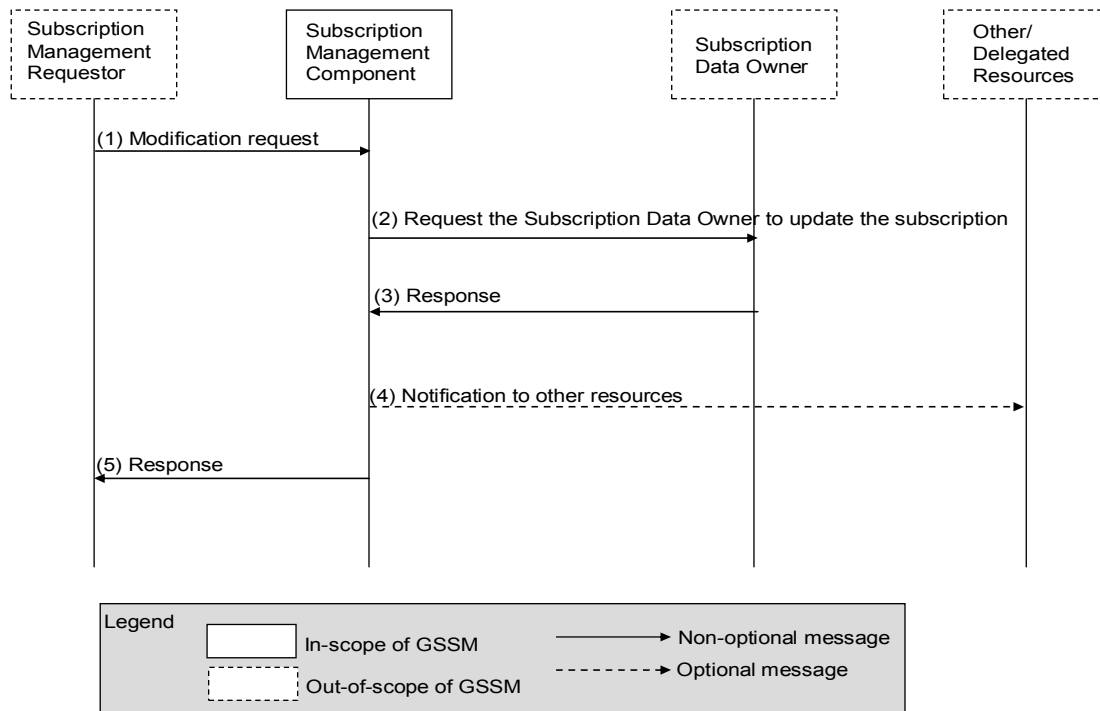 Subscription
Management
Requestor
Subscription
Management
Component
Subscription
Data Owner
Other/
Delegated
Resources
(1) Modification request
(2) Request the Subscription Data Owner to update the subscription
(3) Response
(4) Notification to other resources
(5) Response
Legend
In-scope of GSSM
Non-optional message
Out-of-scope of GSSM
Optional message